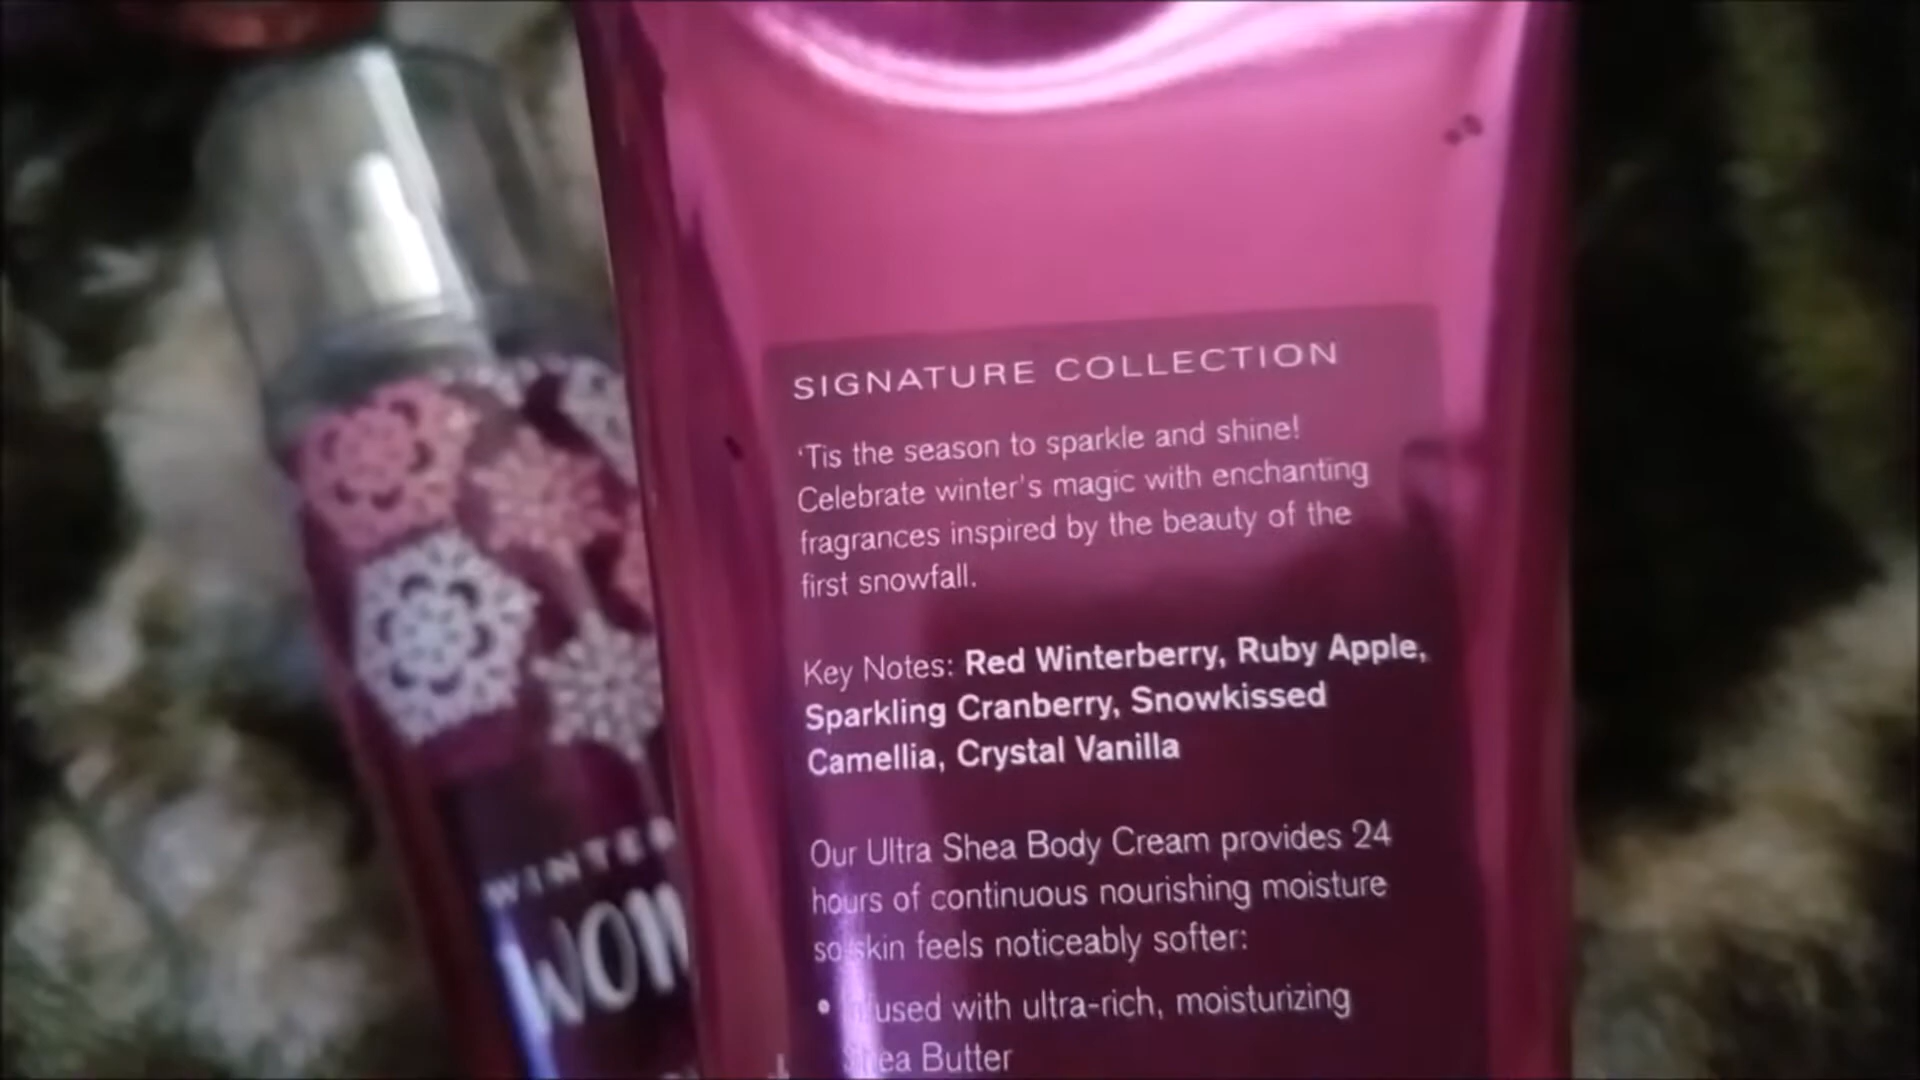 SIGNATURE COLLECTION
'Tis the season to sparkle and shine!
Celebrate winter's magic with enchanting
fragrances inspired by the beauty of the
first snowfall.
Key Notes: Red Winterberry, Ruby Apple,
Sparkling Cranberry, Snowkissed
Camellia, Crystal Vanilla
Our Ultra Shea Body Cream provides 24
hours of continuous nourishing moisture
so skin feels noticeably softer:
• Infused with ultra-rich, moisturizing
Shea Butter
WINTER